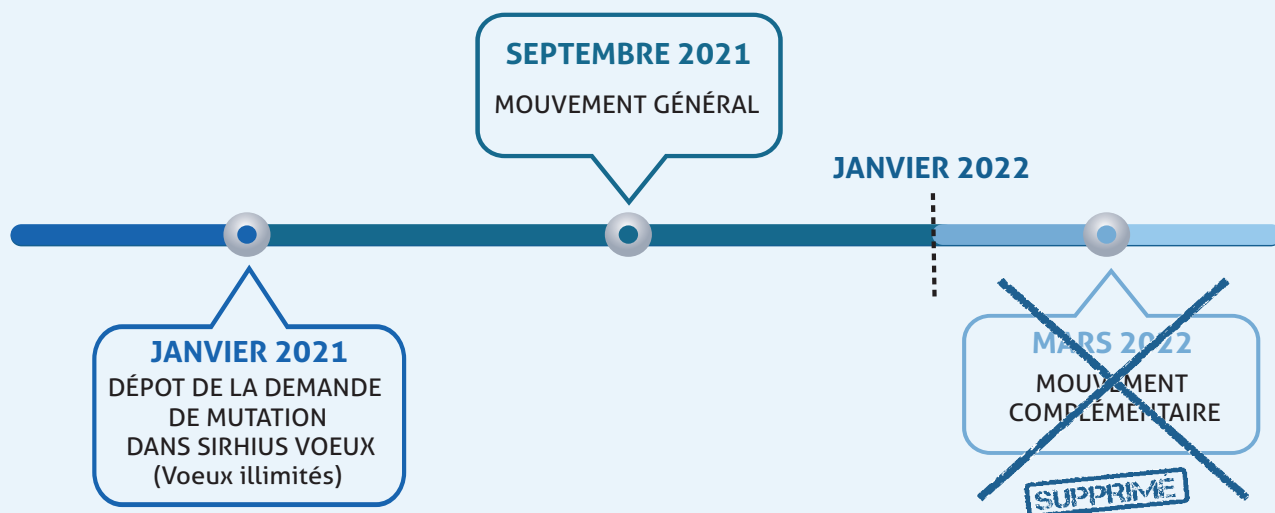 SEPTEMBRE 2021
MOUVEMENT GÉNÉRAL
JANVIER 2022
JANVIER 2021
DÉPOT DE LA DEMANDE
DE MUTATION
DANS SIRHIUS VOEUX
(Voeux illimités)
MARS 2022
MOUVEMENT
COMPLÉMENTAIRE
SUPPRIMÉ